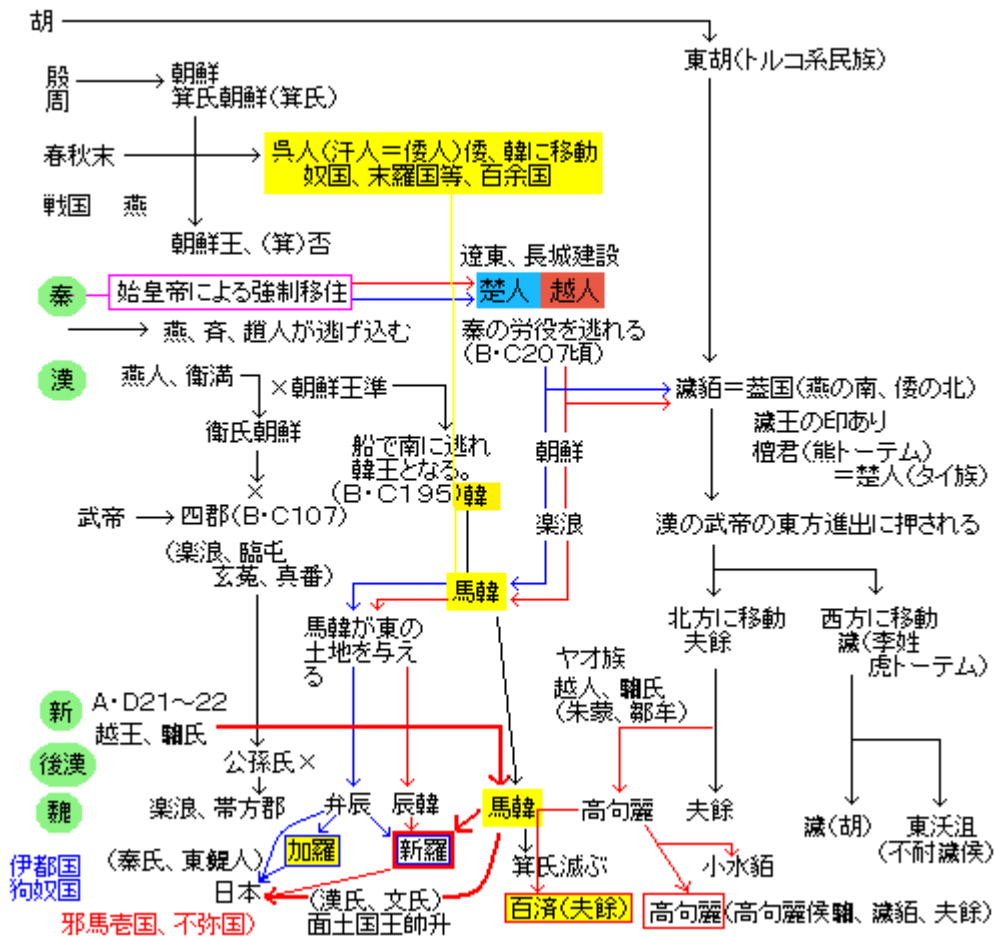 胡
東胡(トルコ系民族)
殷
周
朝鮮
箕氏朝鮮(箕氏)
春秋末
呉人(汗人=倭人)倭、韓に移動
奴国、末羅国等、百余国
戦国 燕
朝鮮王、(箕)否
遼東、長城建設
秦
始皇帝による強制移住
楚人
越人
燕、斉、趙人が逃げ込む
秦の労役を逃れる
(B・C207頃)
漢
燕人、衛満
×朝鮮王準
濊貊=蓋国(燕の南、倭の北)
衛氏朝鮮
濊王の印あり
船で南に逃れ
韓王となる。
(B・C195)
韓
朝鮮
檀君(熊トーテム)
=楚人(タイ族)
×
武帝
四郡(B・C107)
楽浪
漢の武帝の東方進出に押される
(楽浪、臨屯
玄菟、真番)
馬韓
馬韓が東の
土地を与え
る
北方に移動
夫餘
西方に移動
濊(李姓
虎トーテム)
ヤオ族
越人、騶氏
(朱蒙、鄒牟)
新
A・D21~22
越王、騶氏
後漢
公孫氏×
魏
楽浪、帯方郡
弁辰
辰韓
馬韓
高句麗
夫餘
濊(胡)
東沃沮
(不耐濊侯)
伊都国
狗奴国
(秦氏、東鯷人)
加羅
新羅
箕氏滅ぶ
小水貊
日本
(漢氏、文氏)
面土国王帥升
百済(夫餘)
高句麗(高句麗侯騶、濊貊、夫餘)
邪馬壱国、不弥国)